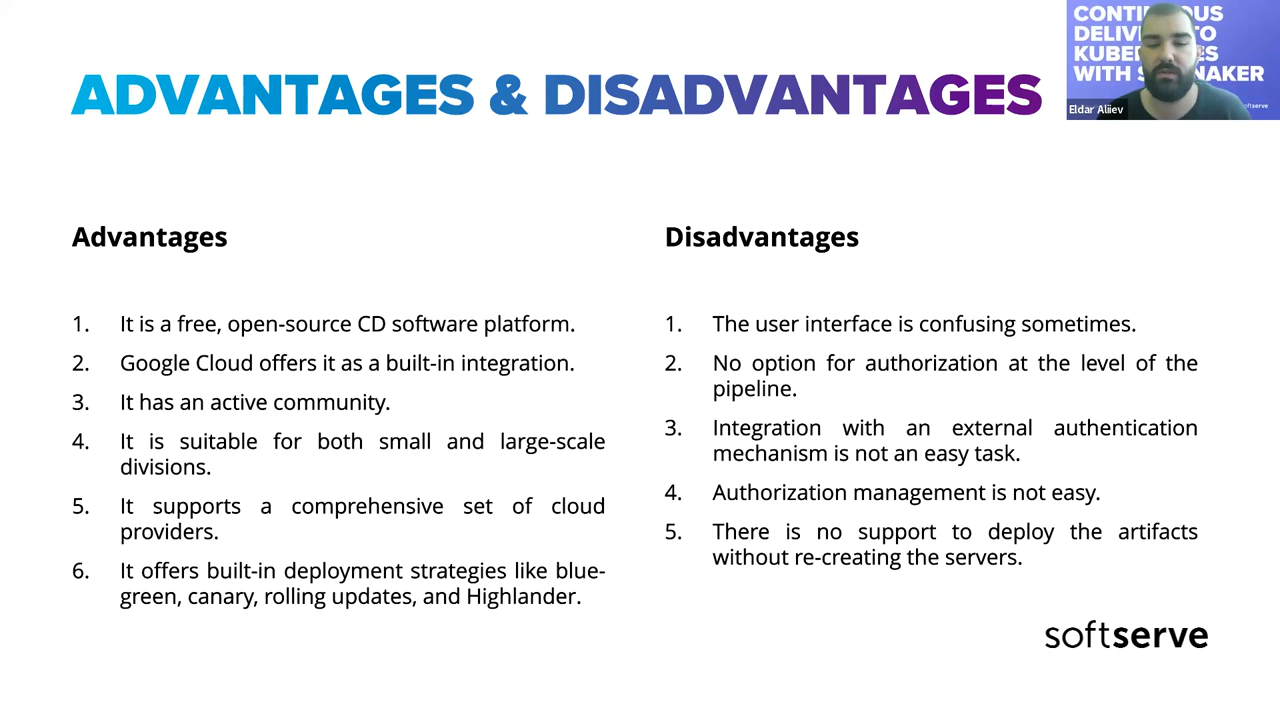 ADVANTAGES & DISADVANTAGES
Advantages
1. It is a free, open-source CD software platform.
2. Google Cloud offers it as a built-in integration.
3. It has an active community.
4. It is suitable for both small and large-scale
divisions.
5. It supports a comprehensive set of cloud
providers.
6. It offers built-in deployment strategies like blue-
green, canary, rolling updates, and Highlander.
Disadvantages
1. The user interface is confusing sometimes.
2. No option for authorization at the level of the
pipeline.
3. Integration with an external authentication
mechanism is not an easy task.
4. Authorization management is not easy.
5. There is no support to deploy the artifacts
without re-creating the servers.
softserve
WITH
Eldar Aliiev
softserve